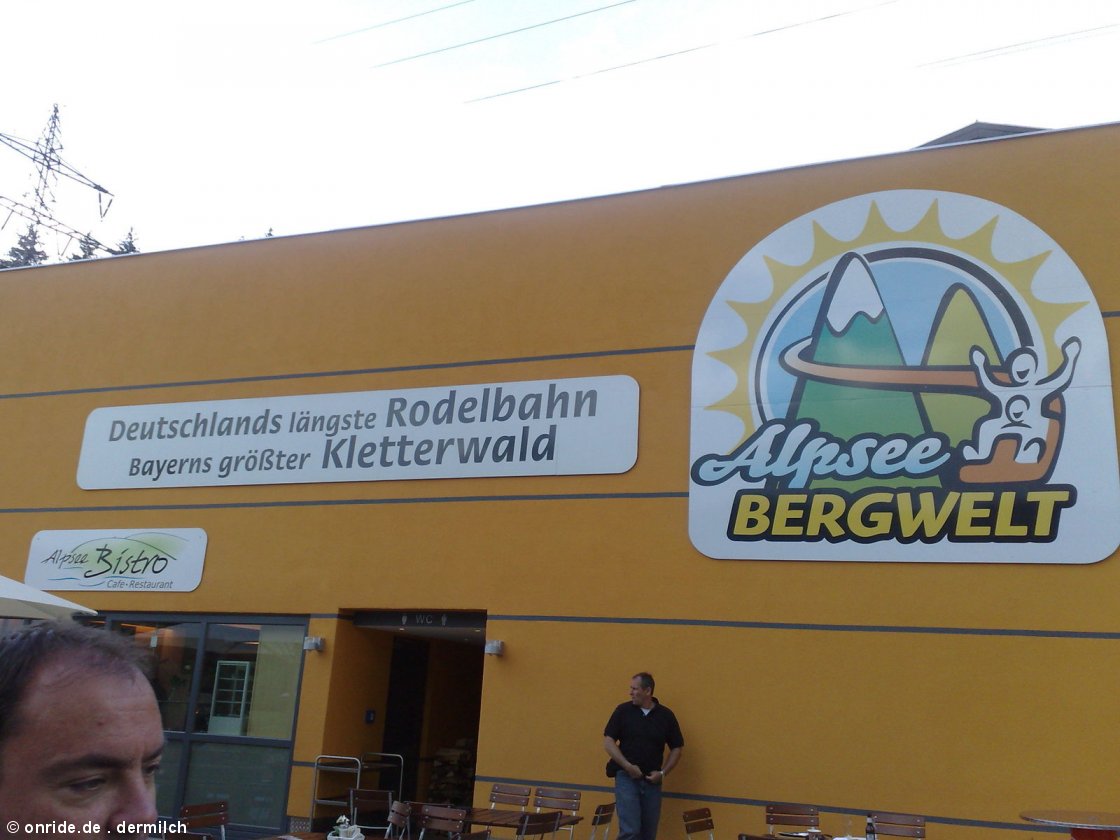 Deutschlands längste Rodelbahn
Bayerns größter Kletterwald
Alpsee
BERGWELT
Alpsee Bistro
Cafe • Restaurant
WC
© onride.de . dermilch